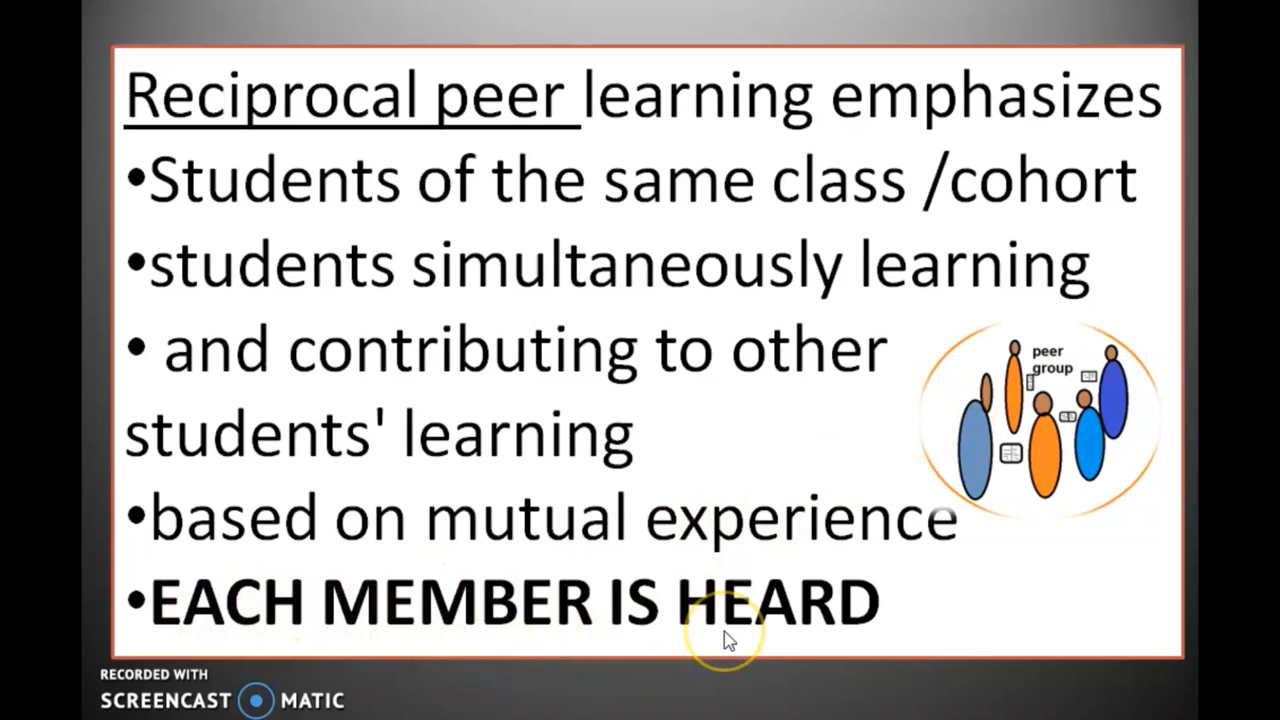 Reciprocal peer learning emphasizes
•Students of the same class /cohort
•students simultaneously learning
• and contributing to other
students' learning
•based on mutual experience
•EACH MEMBER IS HEARD
peer
group
RECORDED WITH
SCREENCAST MATIC